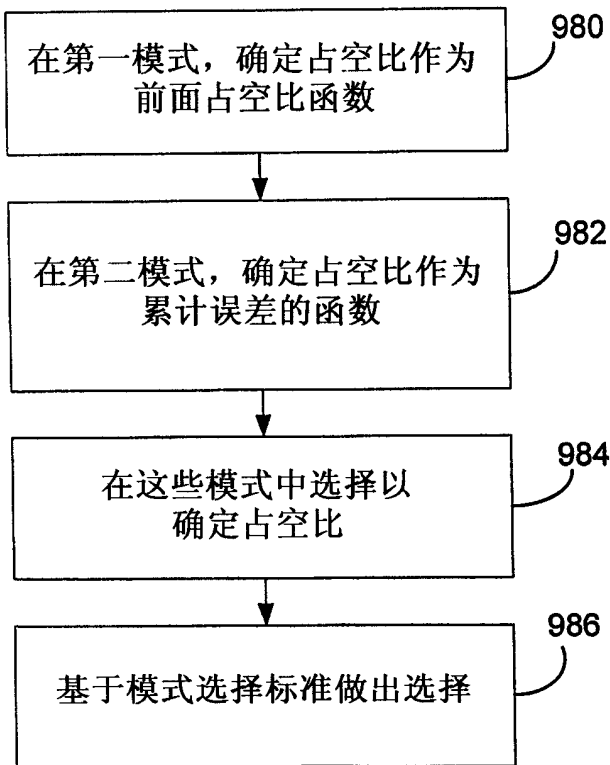 在第一模式，确定占空比作为
前面占空比函数
980
在第二模式，确定占空比作为
累计误差的函数
982
在这些模式中选择以
确定占空比
984
基于模式选择标准做出选择
986